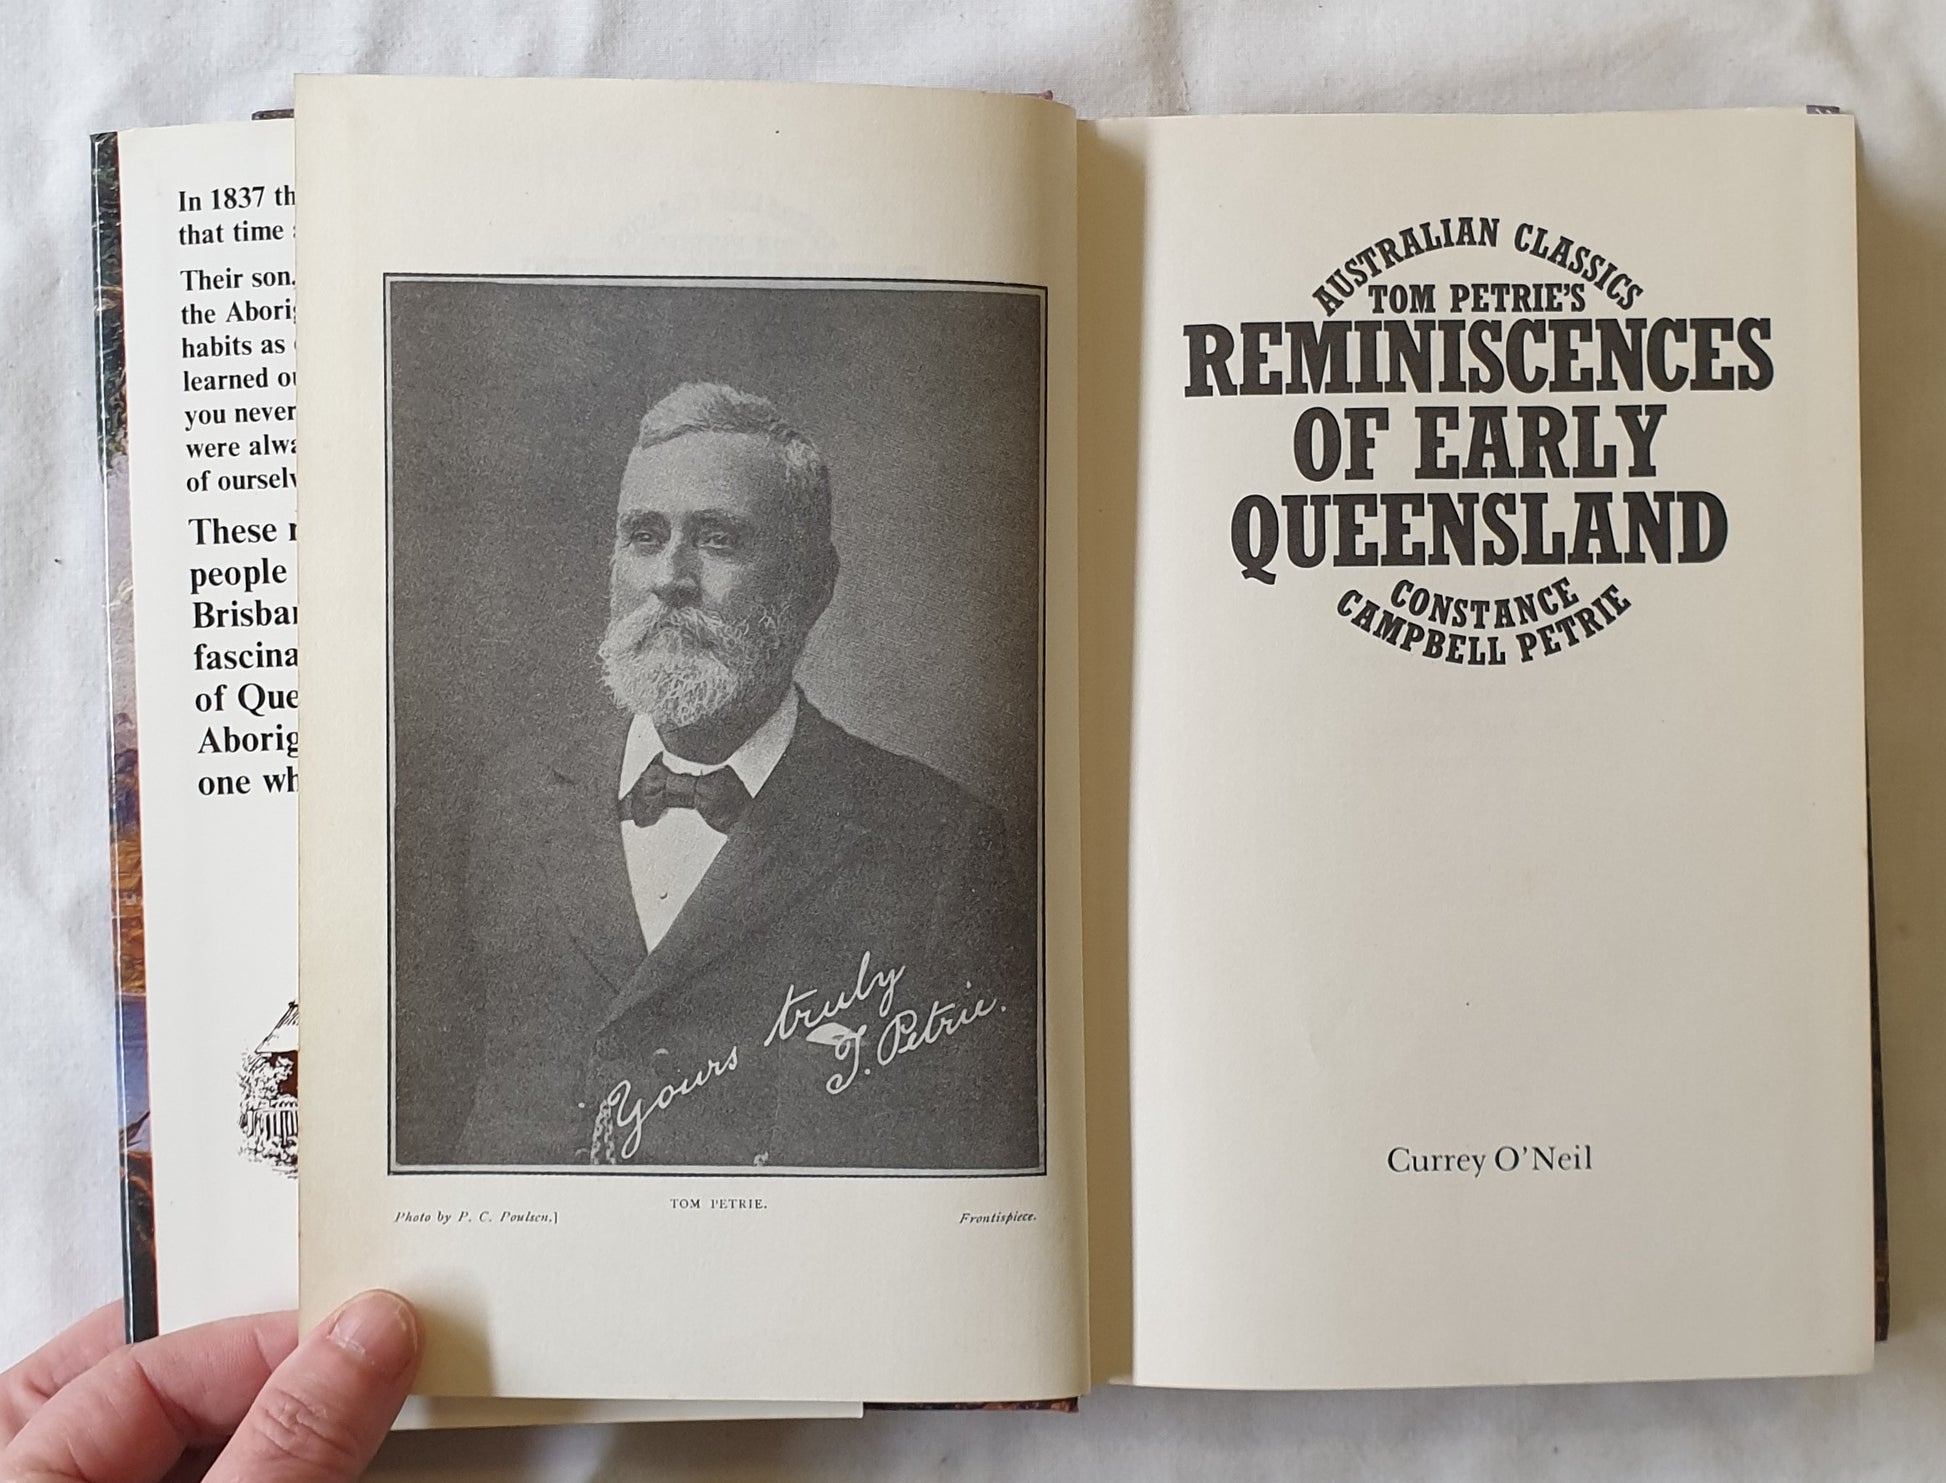 In 1837 th
that time
Their son.
the Aborig
habits as
learned ou
you never
were alwa
of ourselv
These
people
Brisban
fascina
of Que
Aborig
one wh
Yours truly
T. Petrie.
TOM PETRIE.
Photo by P. C. Poulsen.]
Frontispiece.
AUSTRALIAN CLASSICS
TOM PETRIE'S
REMINISCENCES
OF EARLY
QUEENSLAND
CONSTANCE
CAMPBELL PETRIE
Currey O'Neil